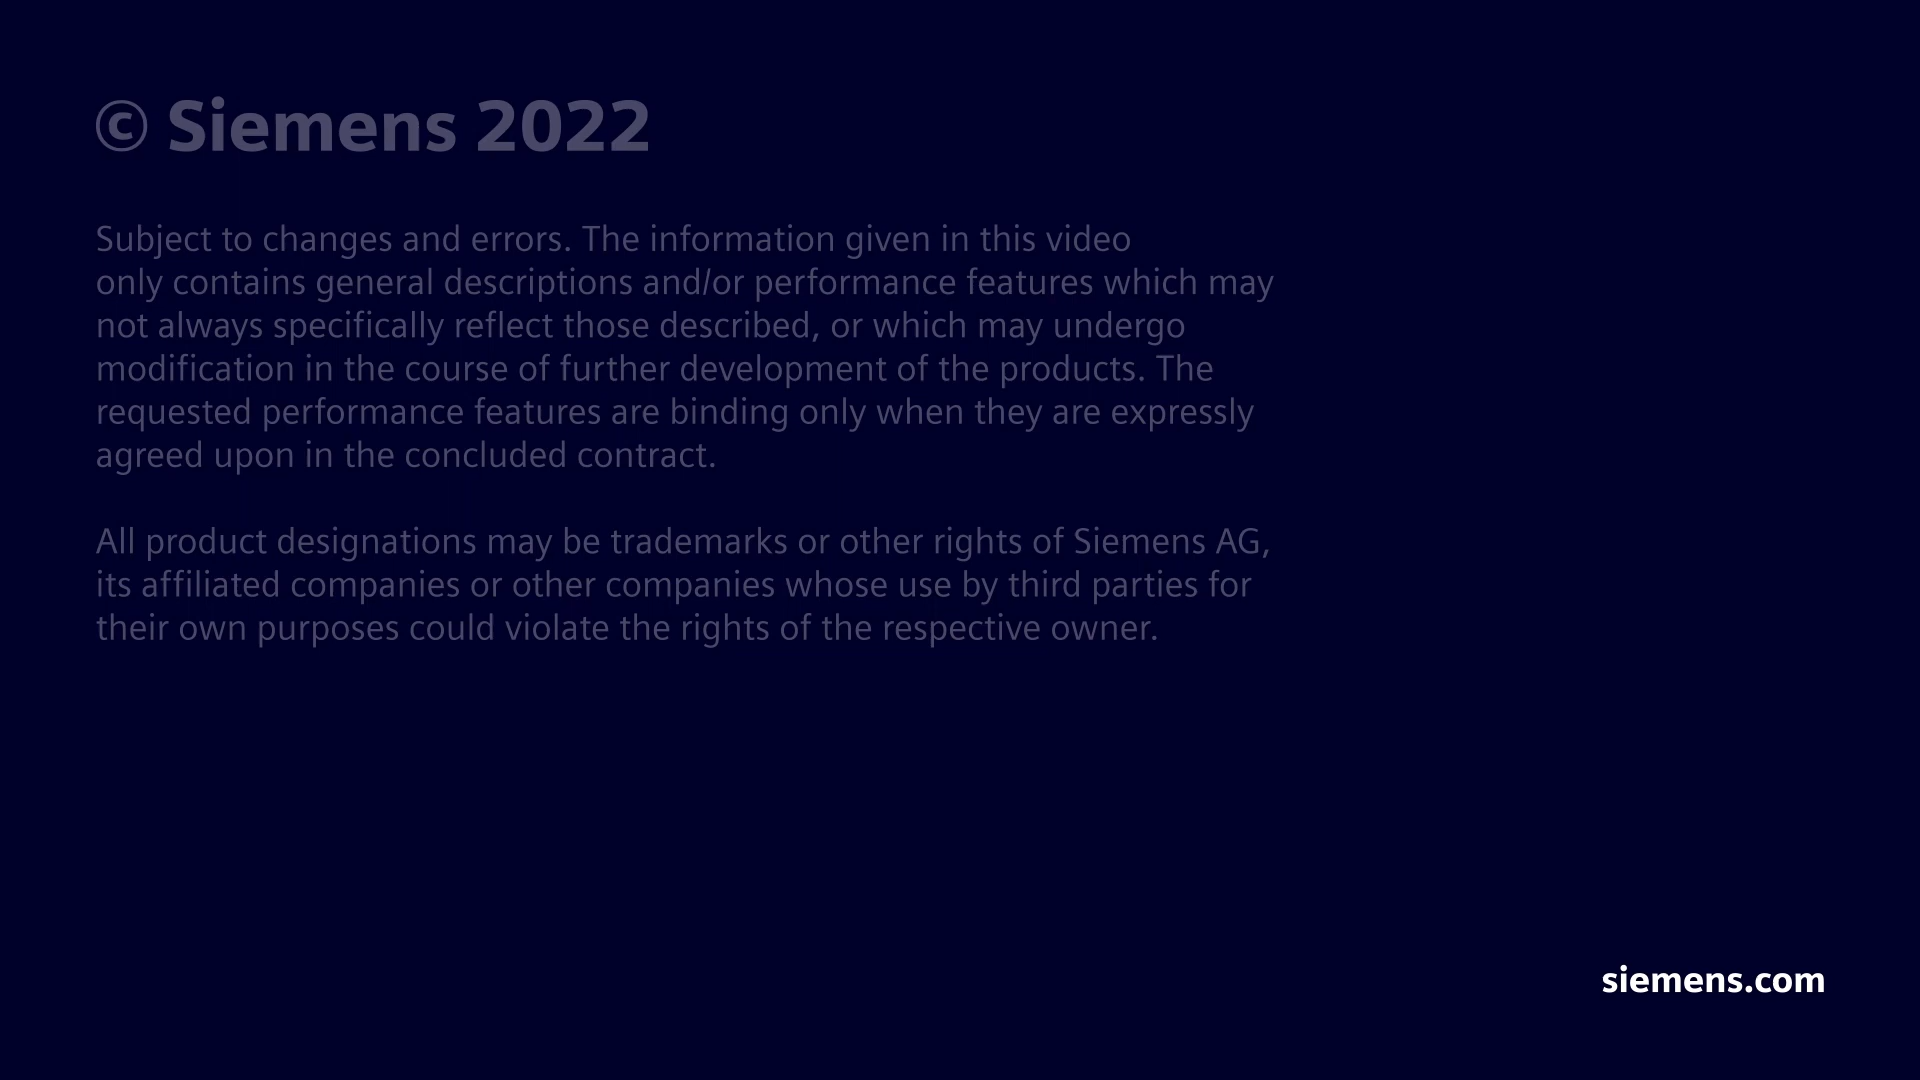 © Siemens 2022
Subject to changes and errors. The information given in this video
only contains general descriptions and/or performance features which may
not always specifically reflect those described, or which may undergo
modification in the course of further development of the products. The
requested performance features are binding only when they are expressly
agreed upon in the concluded contract.
All product designations may be trademarks or other rights of Siemens AG,
its affiliated companies or other companies whose use by third parties for
their own purposes could violate the rights of the respective owner.
siemens.com